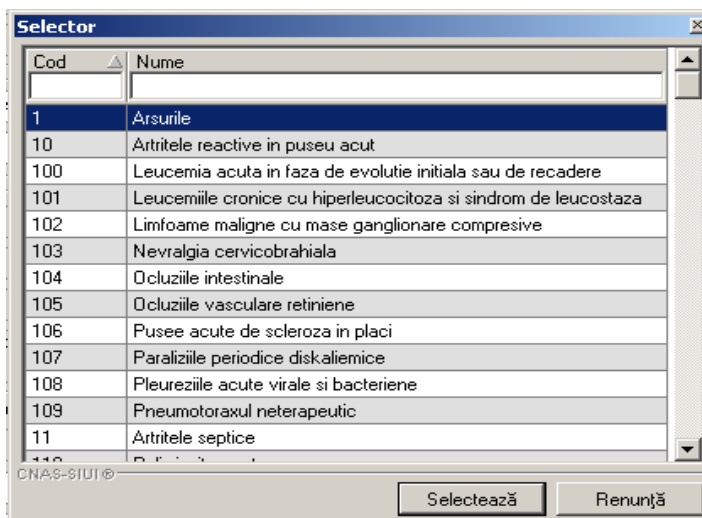 Selector
Cod Nume
1 Arsurile
10 Artritele reactive in puseu acut
100 Leucemia acuta in faza de evolutie initiala sau de recadere
101 Leucemiile cronice cu hiperleucocitoza si sindrom de leucostaza
102 Limfoame maligne cu mase ganglionare compresive
103 Nevralgia cervicobrahiala
104 Ocluziile intestinale
105 Ocluziile vasculare retiniene
106 Pusee acute de scleroza in placi
107 Paraliziile periodice diskaliemice
108 Pleureziile acute virale si bacteriene
109 Pneumotoraxul neterapeutic
11 Artritele septice
CNAS-SIUI®
Selectează Renunţă